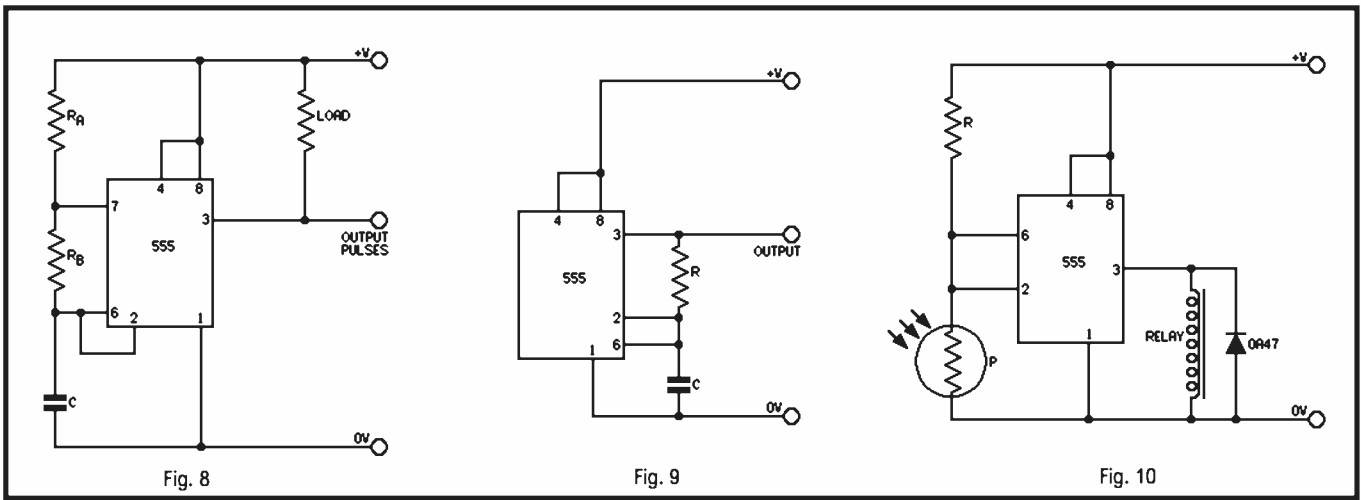 +V
RA
LOAD
4 8
7
3
555
OUTPUT
PULSES
RB
6
2
1
C
0V
Fig. 8
+V
4 8
3
OUTPUT
555
R
2
6
1
C
0V
Fig. 9
+V
R
4 8
6
555
3
2
RELAY
OA47
1
P
0V
Fig. 10